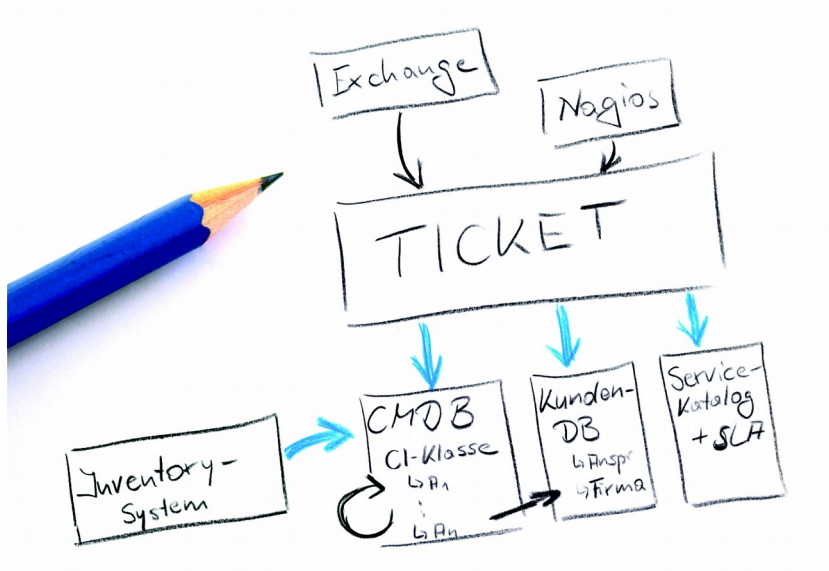 Exchange
Nagios
TICKET
CMDB
CI-Klasse
↳A1
⋮
↳An
Kunden-
DB
↳Anspr
↳Firma
Service-
Katalog
+ SLA
Inventory-
System